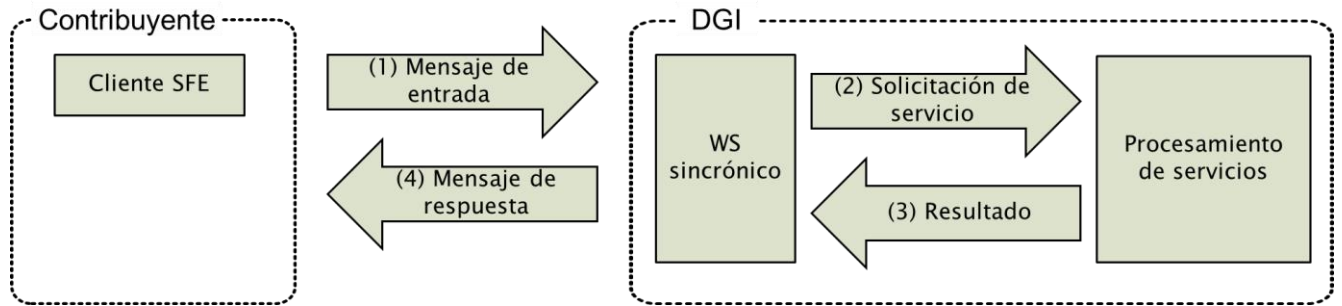 Contribuyente
Cliente SFE
(1) Mensaje de
entrada
(4) Mensaje de
respuesta
DGI
WS
sincrónico
(2) Solicitación de
servicio
(3) Resultado
Procesamiento
de servicios